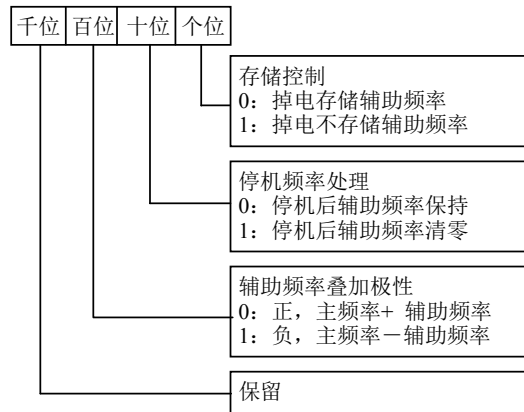 千位 百位 十位 个位
存储控制
0：掉电存储辅助频率
1：掉电不存储辅助频率
停机频率处理
0：停机后辅助频率保持
1：停机后辅助频率清零
辅助频率叠加极性
0：正，主频率+ 辅助频率
1：负，主频率－辅助频率
保留